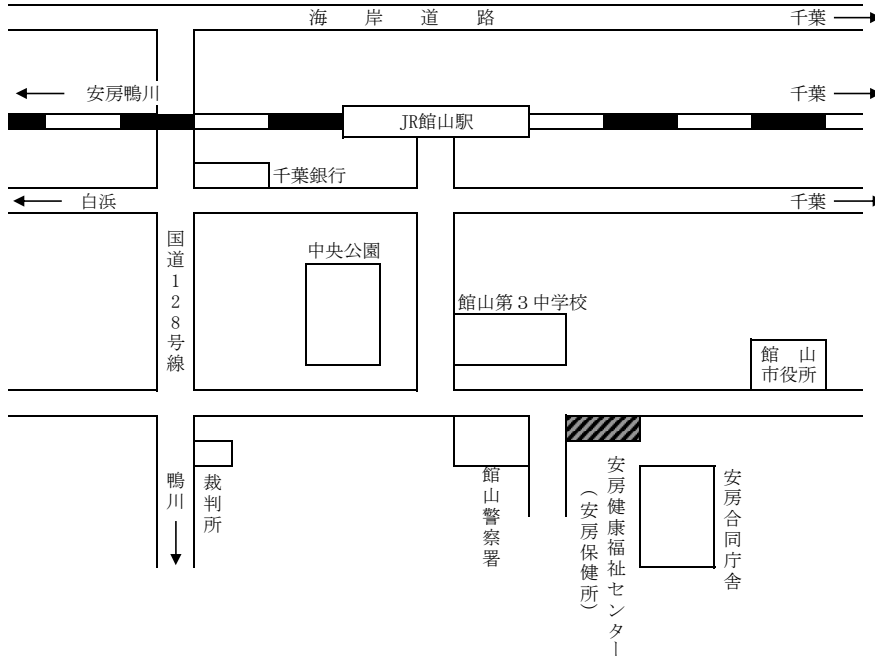 海岸道路
千葉
安房鴨川
千葉
JR館山駅
千葉銀行
白浜
千葉
国道128号線
中央公園
館山第3中学校
館山
市役所
鴨川
裁判所
館山警察署
安房健康福祉センター
(安房保健所)
安房合同庁舎